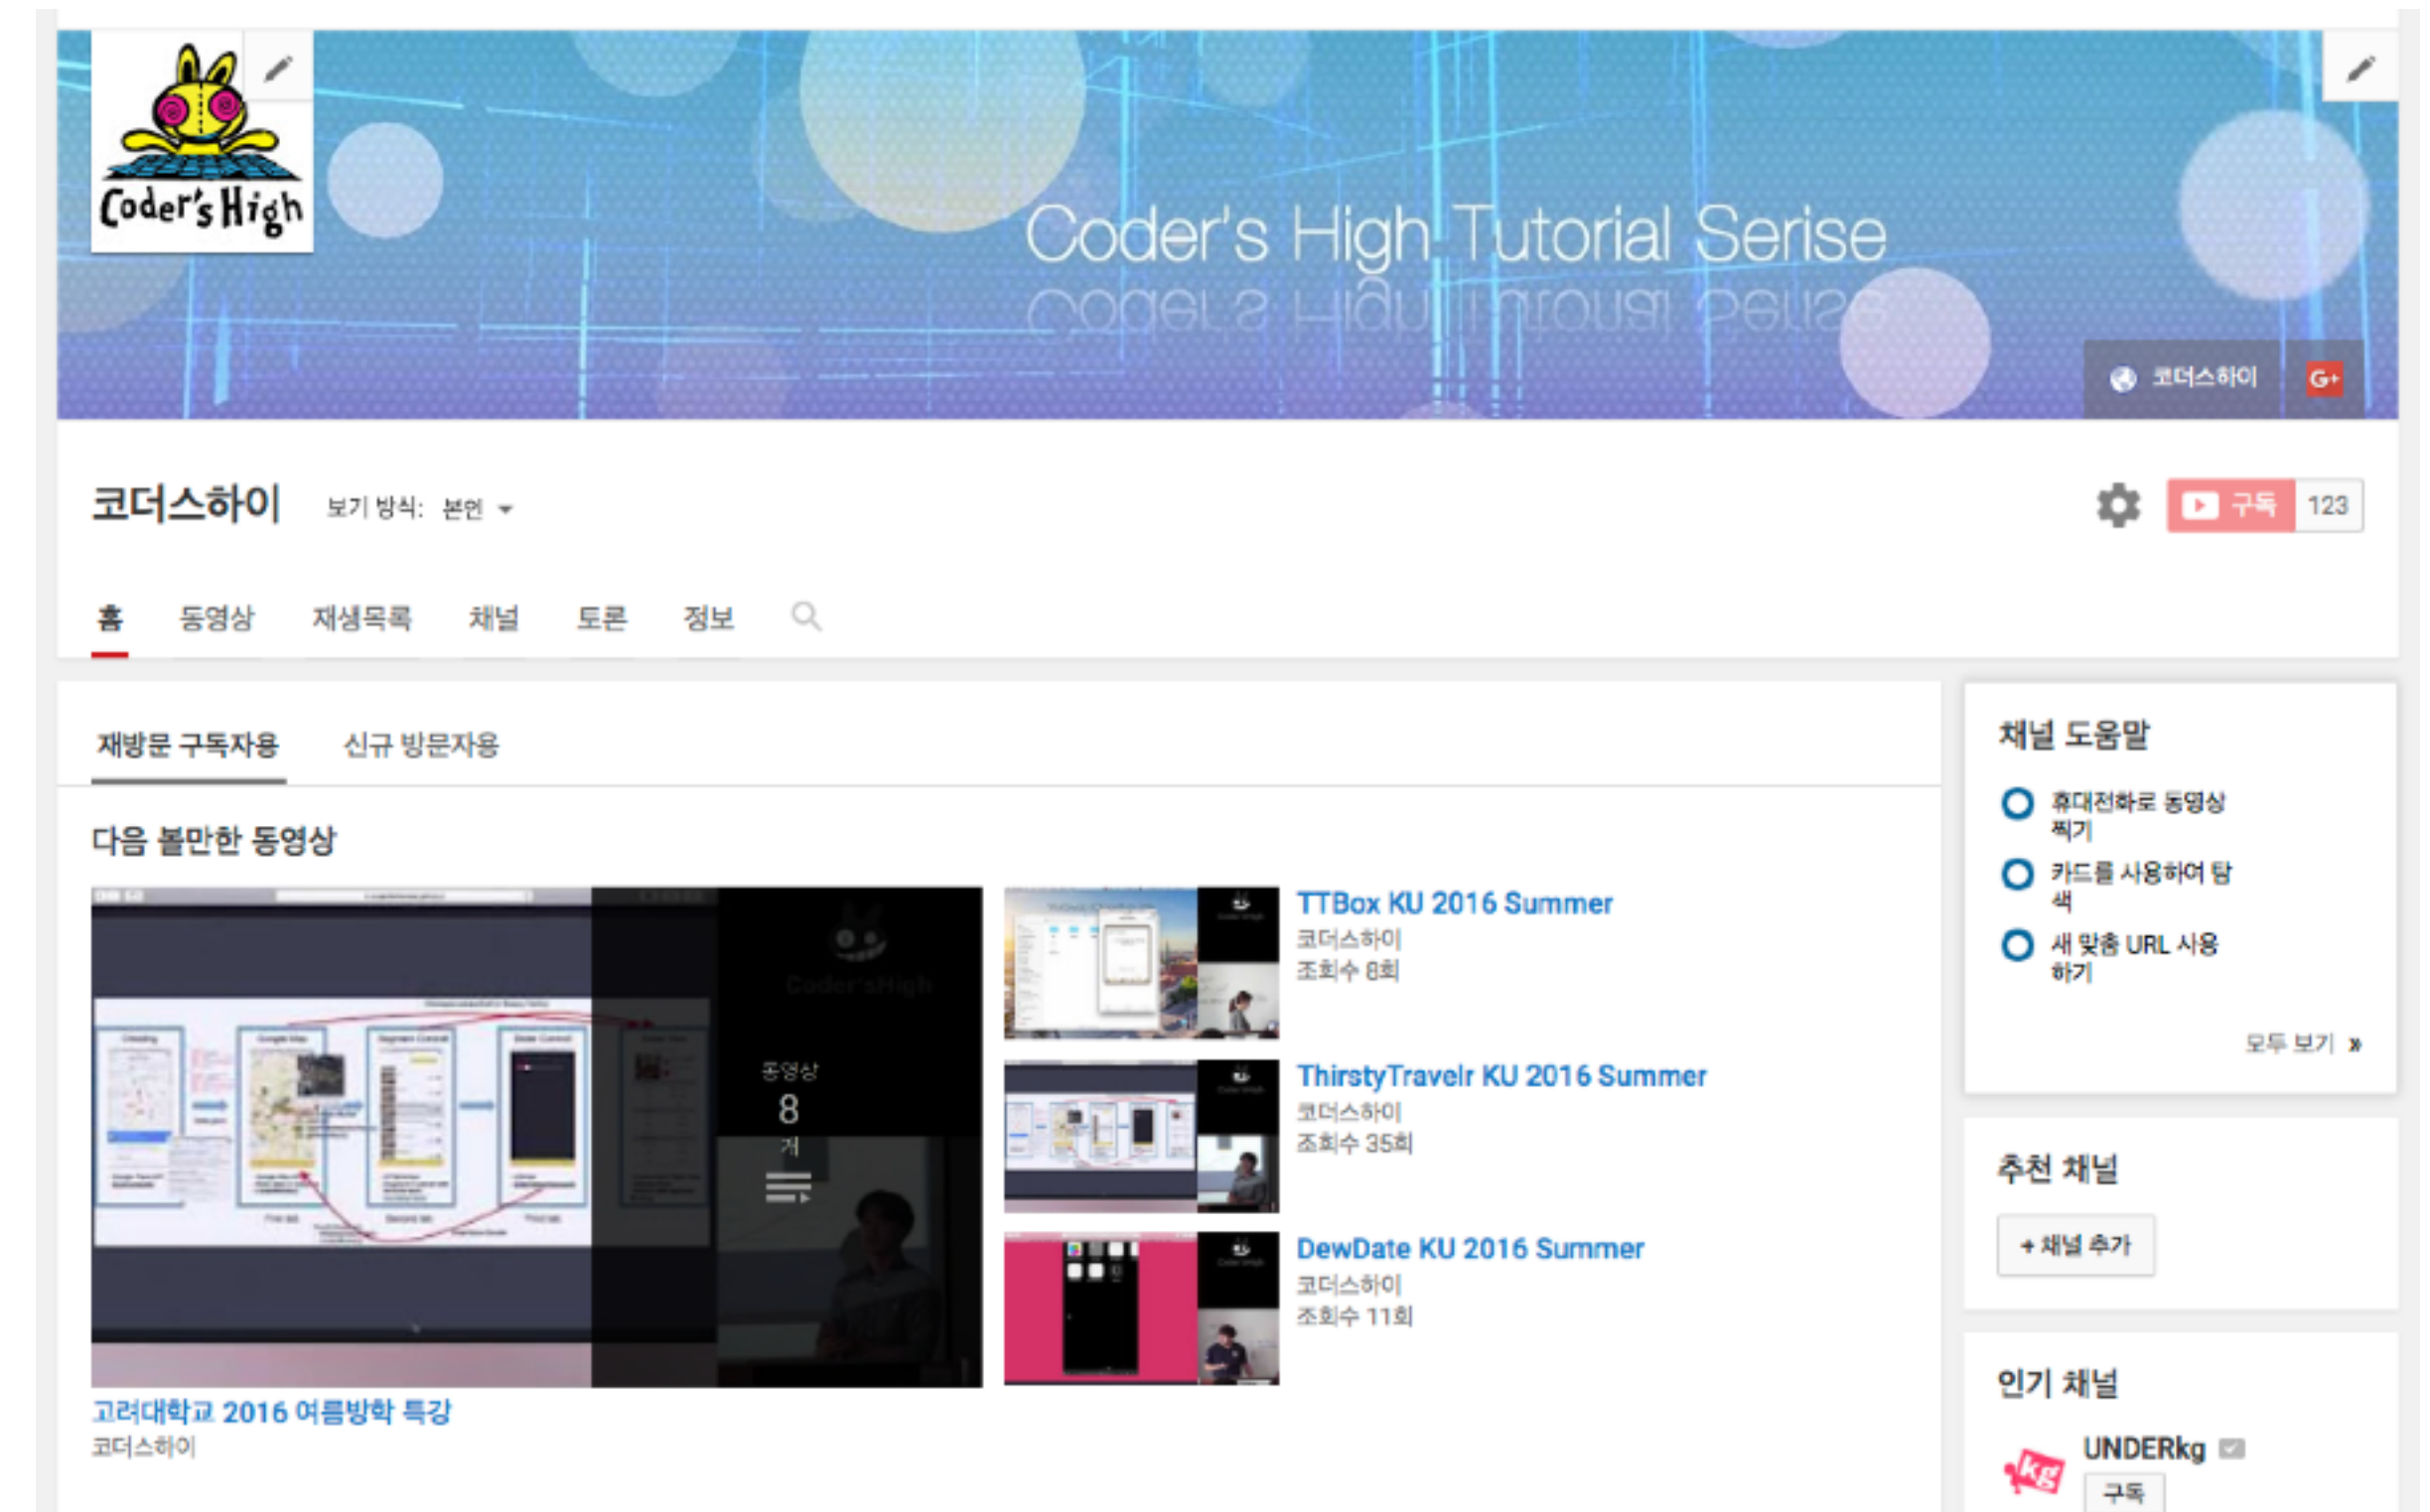 Coder's High
Coder's High Tutorial Serise
코더스하이
G+
코더스하이
보기 방식: 본인
구독 123
홈 동영상 재생목록 채널 토론 정보
재방문 구독자용 신규 방문자용
다음 볼만한 동영상
Coder'sHigh
동영상
8
개
고려대학교 2016 여름방학 특강
코더스하이
TTBox KU 2016 Summer
코더스하이
조회수 8회
ThirstyTravelr KU 2016 Summer
코더스하이
조회수 35회
DewDate KU 2016 Summer
코더스하이
조회수 11회
채널 도움말
휴대전화로 동영상
찍기
카드를 사용하여 탐
색
새 맞춤 URL 사용
하기
모두 보기 »
추천 채널
+ 채널 추가
인기 채널
kg
UNDERkg
구독